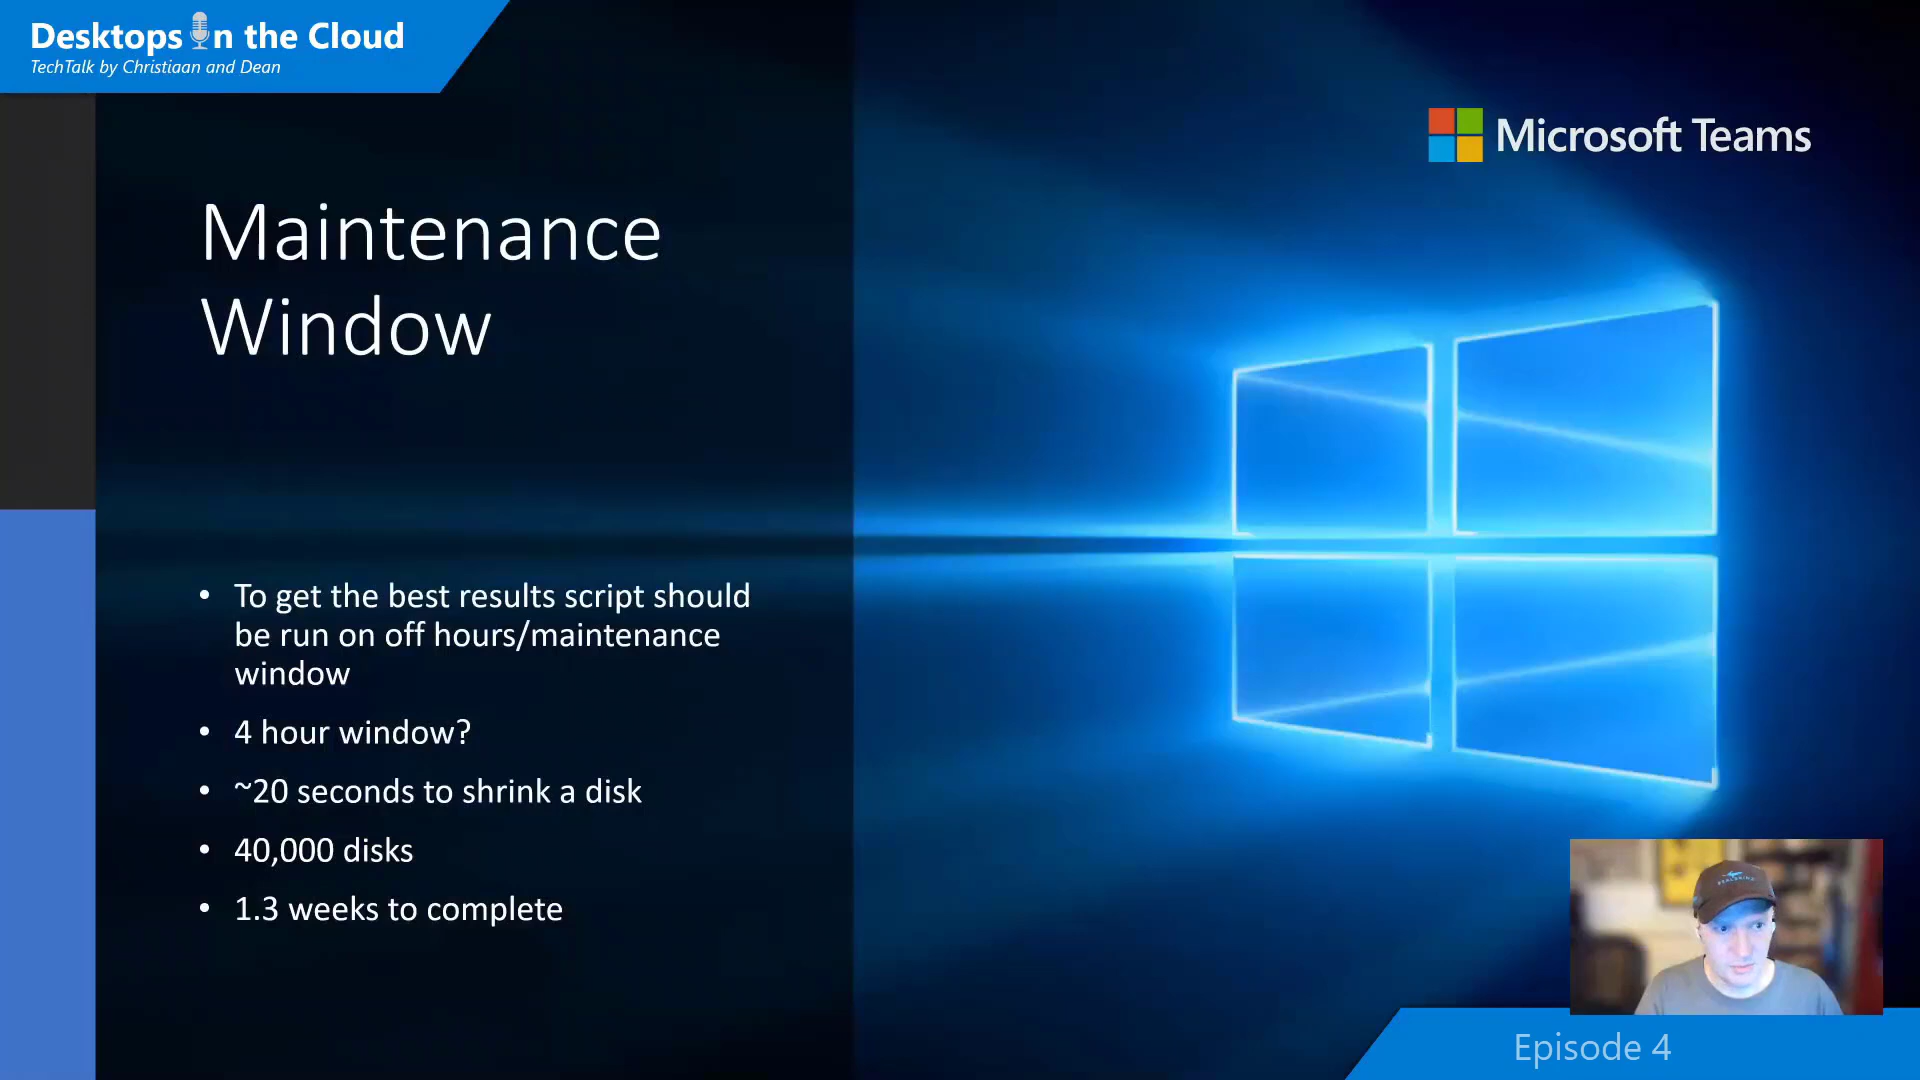 Desktops in the Cloud
TechTalk by Christiaan and Dean
Microsoft Teams
Maintenance
Window
• To get the best results script should
be run on off hours/maintenance
window
• 4 hour window?
• ~20 seconds to shrink a disk
• 40,000 disks
• 1.3 weeks to complete
Episode 4